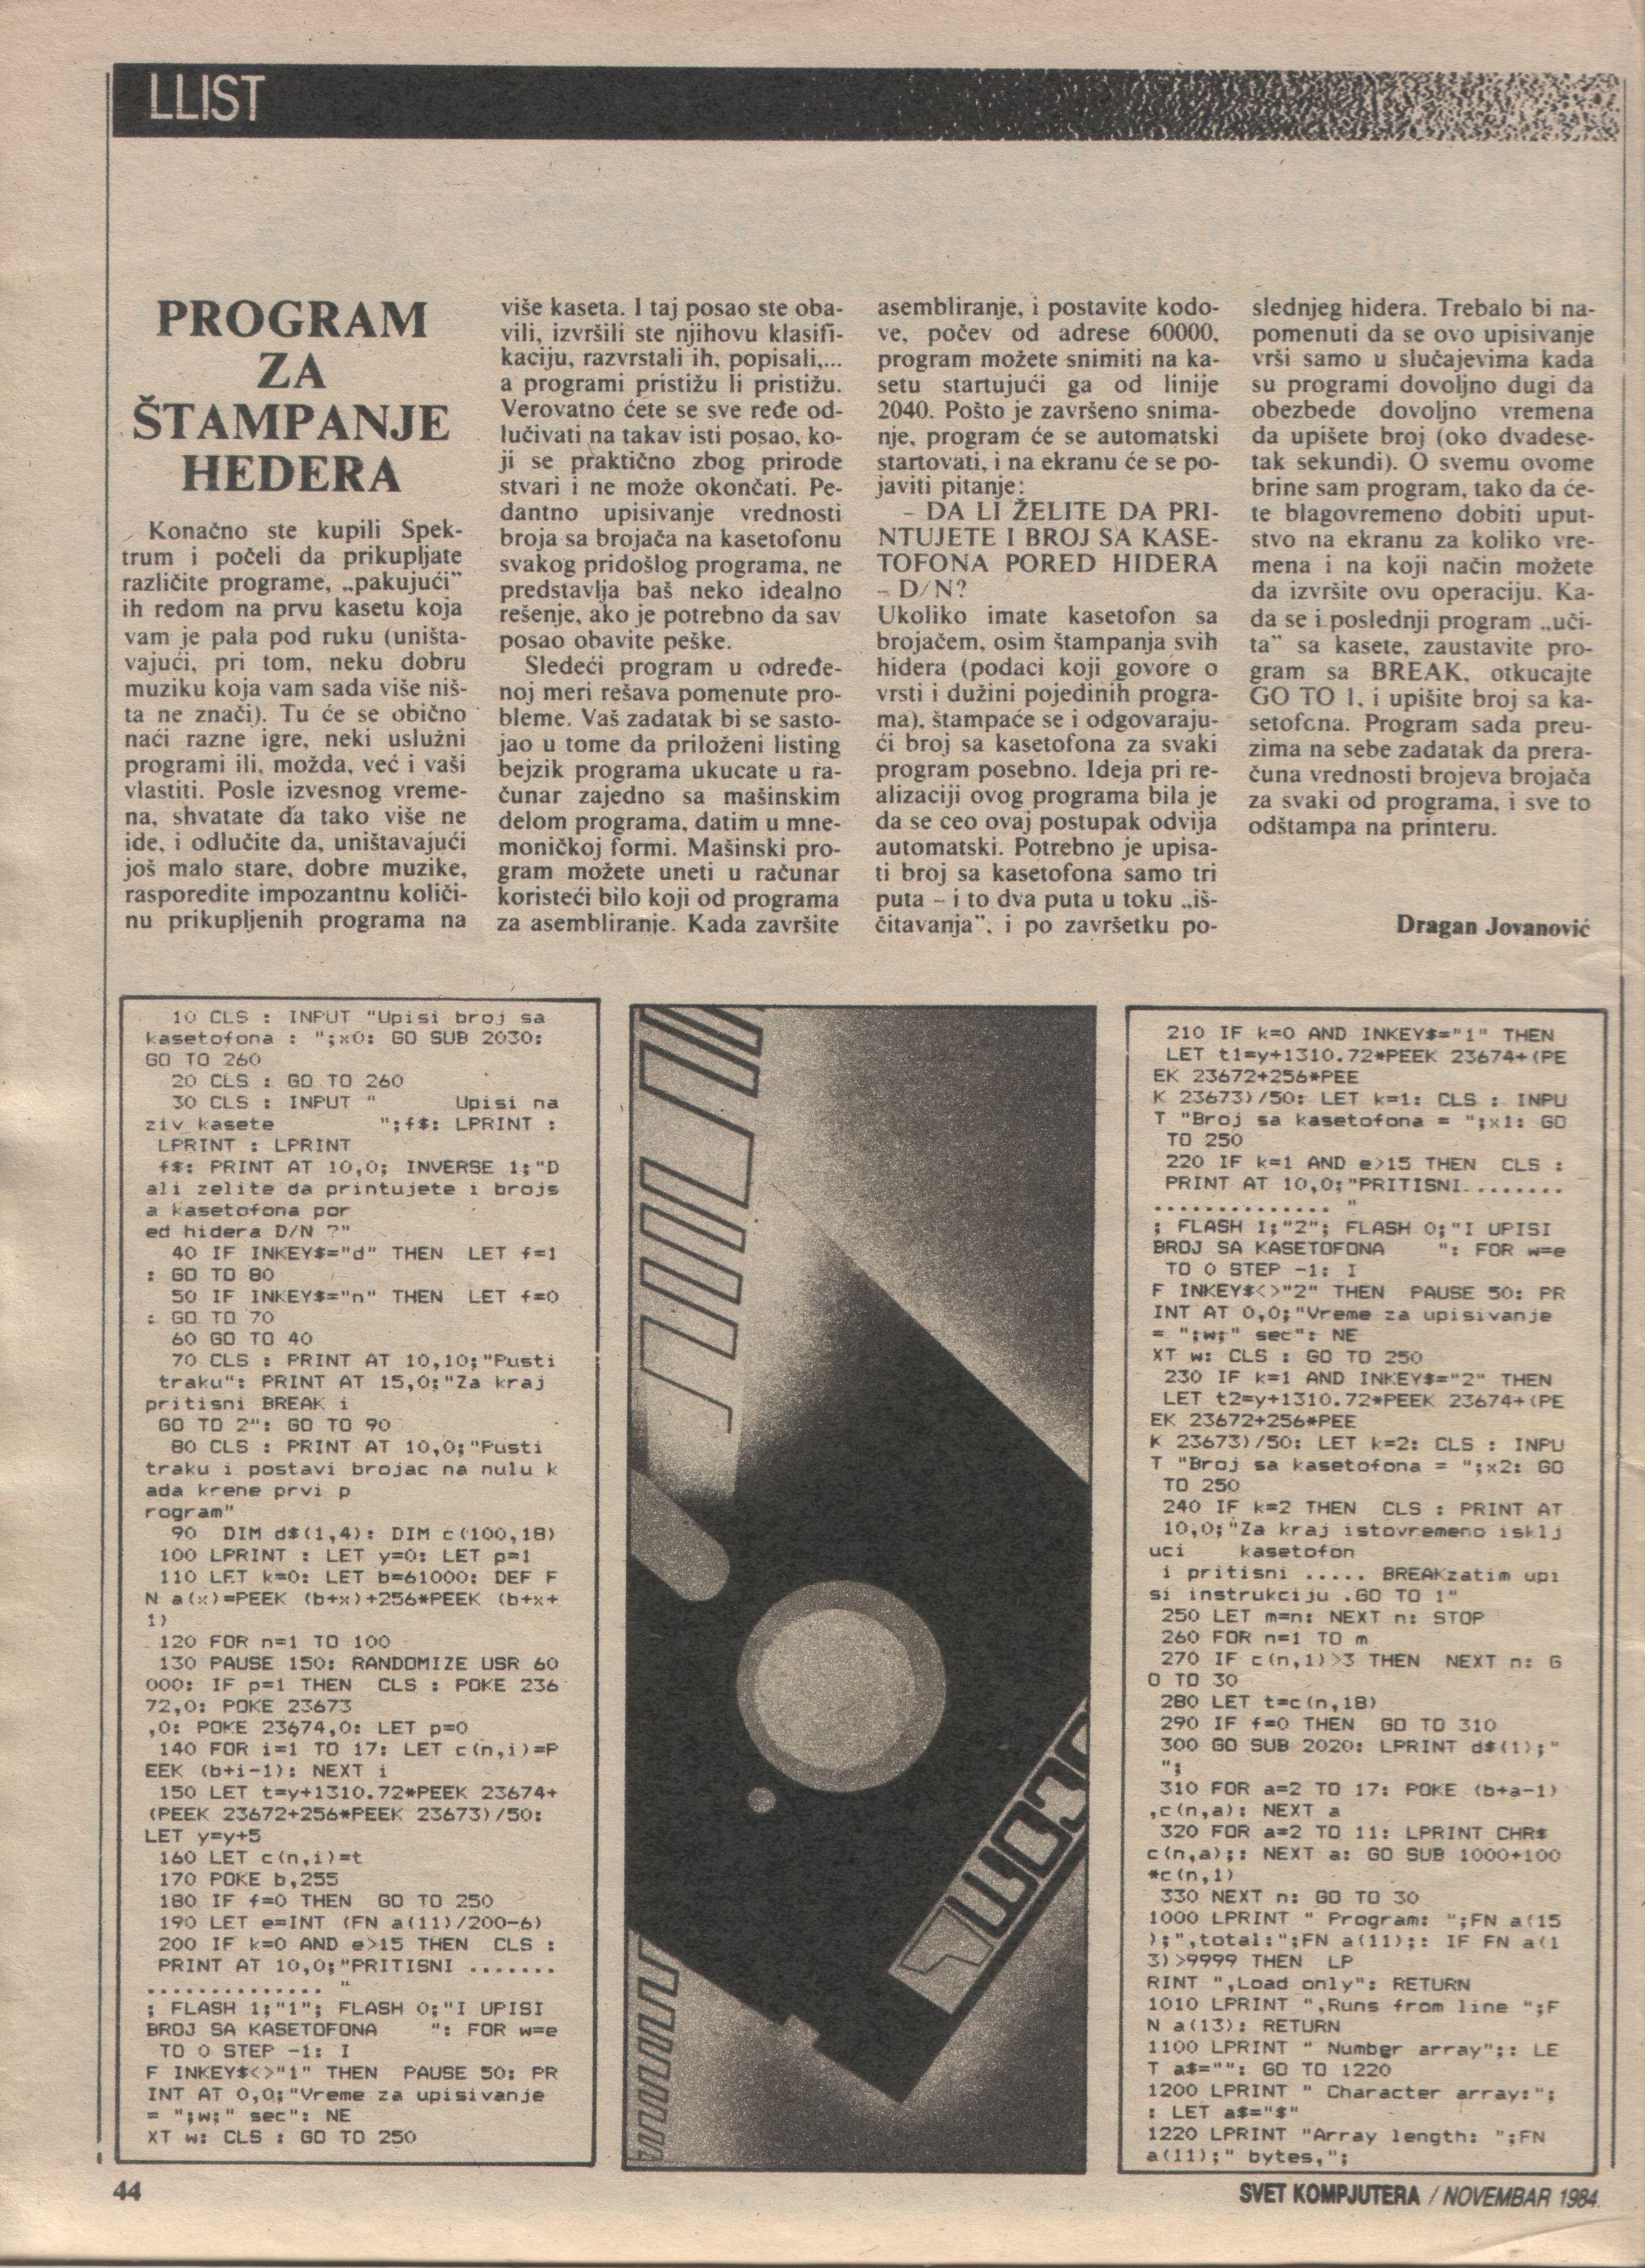 LLIST
PROGRAM
ZA
ŠTAMPANJE
HEDERA
Konačno ste kupili Spek-
trum i počeli da prikupljate
različite programe, „pakujući”
ih redom na prvu kasetu koja
vam je pala pod ruku (uništa-
vajući, pri tom, neku dobru
muziku koja vam sada više niš-
ta ne znači). Tu će se obično
naći razne igre, neki uslužni
programi ili, možda, već i vaši
vlastiti. Posle izvesnog vreme-
na, shvatate da tako više ne
ide, i odlučite da, uništavajući
još malo stare, dobre muzike,
rasporedite impozantnu količi-
nu prikupljenih programa na
više kaseta. I taj posao ste oba-
vili, izvršili ste njihovu klasifi-
kaciju, razvrstali ih, popisali,...
a programi pristižu li pristižu.
Verovatno ćete se sve ređe od-
lučivati na takav isti posao, ko-
ji se praktično zbog prirode
stvari i ne može okončati. Pe-
dantno upisivanje vrednosti
broja sa brojača na kasetofonu
svakog pridošlog programa, ne
predstavlja baš neko idealno
rešenje, ako je potrebno da sav
posao obavite peške.
Sledeći program u određe-
noj meri rešava pomenute pro-
bleme. Vaš zadatak bi se sasto-
jao u tome da priloženi listing
bejzik programa ukucate u ra-
čunar zajedno sa mašinskim
delom programa, datim u mne-
moničkoj formi. Mašinski pro-
gram možete uneti u računar
koristeći bilo koji od programa
za asembliranje. Kada završite
asembliranje, i postavite kodo-
ve, počev od adrese 60000,
program možete snimiti na ka-
setu startujući ga od linije
2040. Pošto je završeno snima-
nje, program će se automatski
startovati, i na ekranu će se po-
javiti pitanje:
– DA LI ŽELITE DA PRI-
NTUJETE I BROJ SA KASE-
TOFONA PORED HIDERA
– D/N?
Ukoliko imate kasetofon sa
brojačem, osim štampanja svih
hidera (podaci koji govore o
vrsti i dužini pojedinih progra-
ma), štampaće se i odgovaraju-
ći broj sa kasetofona za svaki
program posebno. Ideja pri re-
alizaciji ovog programa bila je
da se ceo ovaj postupak odvija
automatski. Potrebno je upisa-
ti broj sa kasetofona samo tri
puta – i to dva puta u toku „iš-
čitavanja”, i po završetku po-
slednjeg hidera. Trebalo bi na-
pomenuti da se ovo upisivanje
vrši samo u slučajevima kada
su programi dovoljno dugi da
obezbede dovoljno vremena
da upišete broj (oko dvadese-
tak sekundi). O svemu ovome
brine sam program, tako da će-
te blagovremeno dobiti uput-
stvo na ekranu za koliko vre-
mena i na koji način možete
da izvršite ovu operaciju. Ka-
da se i poslednji program „uči-
ta” sa kasete, zaustavite pro-
gram sa BREAK, otkucajte
GO TO 1, i upišite broj sa ka-
setofona. Program sada preu-
zima na sebe zadatak da prera-
čuna vrednosti brojeva brojača
za svaki od programa, i sve to
odštampa na printeru.
Dragan Jovanović
10 CLS : INPUT "Upisi broj sa
kasetofona : ";x0: GO SUB 2030:
GO TO 260
20 CLS : GO TO 260
30 CLS : INPUT "       Upisi na
ziv kasete         ";f$: LPRINT :
LPRINT : LPRINT
f$: PRINT AT 10,0; INVERSE 1;"D
ali zelite da printujete i brojs
a kasetofona por
ed hidera D/N ?"
40 IF INKEY$="d" THEN  LET f=1
: GO TO 80
50 IF INKEY$="n" THEN  LET f=0
: GO TO 70
60 GO TO 40
70 CLS : PRINT AT 10,10;"Pusti
traku": PRINT AT 15,0;"Za kraj
pritisni BREAK i
GO TO 2": GO TO 90
80 CLS : PRINT AT 10,0;"Pusti
traku i postavi brojac na nulu k
ada krene prvi p
rogram"
90  DIM d$(1,4): DIM c(100,18)
100 LPRINT : LET y=0: LET p=1
110 LET k=0: LET b=61000: DEF F
N a(x)=PEEK (b+x)+256*PEEK (b+x+
1)
120 FOR n=1 TO 100
130 PAUSE 150: RANDOMIZE USR 60
000: IF p=1 THEN  CLS : POKE 236
72,0: POKE 23673
,0: POKE 23674,0: LET p=0
140 FOR i=1 TO 17: LET c(n,i)=P
EEK (b+i-1): NEXT i
150 LET t=y+1310.72*PEEK 23674+
(PEEK 23672+256*PEEK 23673)/50:
LET y=y+5
160 LET c(n,i)=t
170 POKE b,255
180 IF f=0 THEN  GO TO 250
190 LET e=INT (FN a(11)/200-6)
200 IF k=0 AND e>15 THEN  CLS :
PRINT AT 10,0;"PRITISNI .......
.............. "
; FLASH 1;"1"; FLASH 0;"I UPISI
BROJ SA KASETOFONA     ": FOR w=e
TO 0 STEP -1: I
F INKEY$<>"1" THEN  PAUSE 50: PR
INT AT 0,0;"Vreme za upisivanje
= ";w;" sec": NE
XT w: CLS : GO TO 250
210 IF k=0 AND INKEY$="1" THEN
LET t1=y+1310.72*PEEK 23674+(PE
EK 23672+256*PEE
K 23673)/50: LET k=1: CLS : INPU
T "Broj sa kasetofona = ";x1: GO
TO 250
220 IF k=1 AND e>15 THEN  CLS :
PRINT AT 10,0;"PRITISNI........
.............. "
; FLASH 1;"2"; FLASH 0;"I UPISI
BROJ SA KASETOFONA     ": FOR w=e
TO 0 STEP -1: I
F INKEY$<>"2" THEN  PAUSE 50: PR
INT AT 0,0;"Vreme za upisivanje
= ";w;" sec": NE
XT w: CLS : GO TO 250
230 IF k=1 AND INKEY$="2" THEN
LET t2=y+1310.72*PEEK 23674+(PE
EK 23672+256*PEE
K 23673)/50: LET k=2: CLS : INPU
T "Broj sa kasetofona = ";x2: GO
TO 250
240 IF k=2 THEN  CLS : PRINT AT
10,0;"Za kraj istovremeno isklj
uci     kasetofon
i pritisni ..... BREAKzatim upi
si instrukciju .GO TO 1"
250 LET m=n: NEXT n: STOP
260 FOR n=1 TO m
270 IF c(n,1)>3 THEN  NEXT n: G
O TO 30
280 LET t=c(n,18)
290 IF f=0 THEN  GO TO 310
300 GO SUB 2020: LPRINT d$(1);"
";
310 FOR a=2 TO 17: POKE (b+a-1)
,c(n,a): NEXT a
320 FOR a=2 TO 11: LPRINT CHR$
c(n,a);: NEXT a: GO SUB 1000+100
*c(n,1)
330 NEXT n: GO TO 30
1000 LPRINT " Program: ";FN a(15
);",total:";FN a(11);: IF FN a(1
3)>9999 THEN  LP
RINT ",Load only": RETURN
1010 LPRINT ",Runs from line ";F
N a(13): RETURN
1100 LPRINT " Number array";: LE
T a$="": GO TO 1220
1200 LPRINT " Character array:";
: LET a$="$"
1220 LPRINT "Array length: ";FN
a(11);" bytes,";
44
SVET KOMPJUTERA / NOVEMBAR 1984.